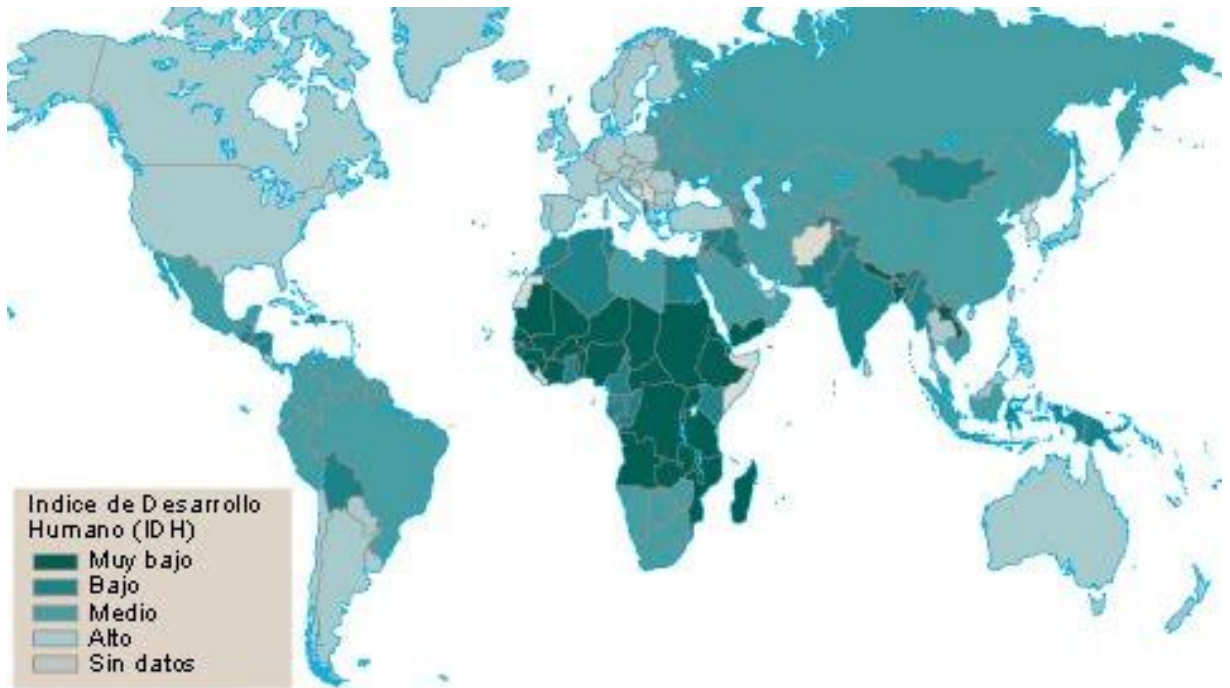 Indice de Desarrollo
Humano (IDH)
Muy bajo
Bajo
Medio
Alto
Sin datos